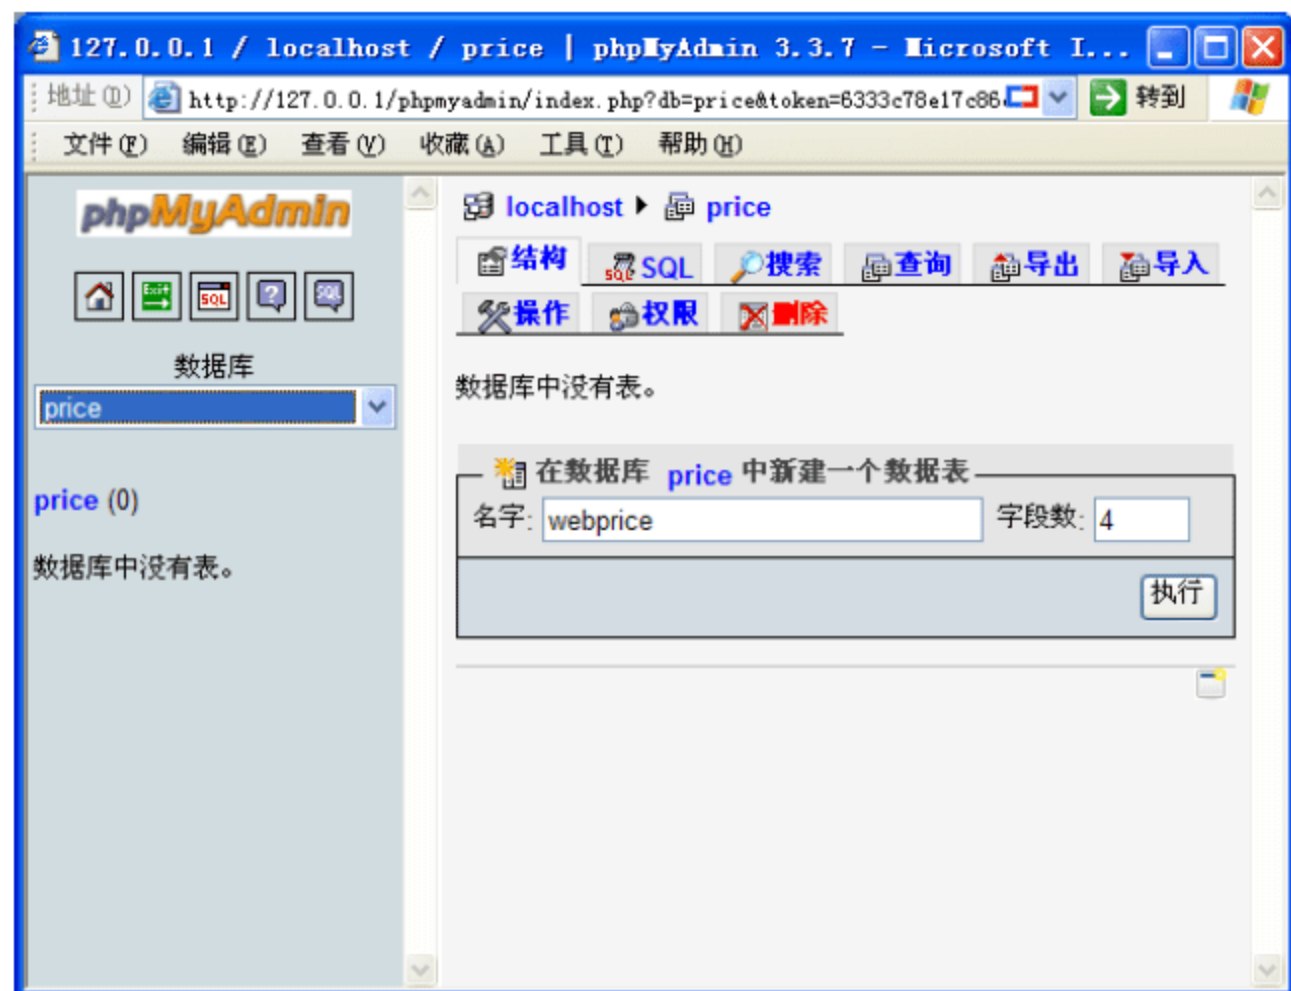 127.0.0.1 / localhost / price | phpMyAdmin 3.3.7 - Microsoft I...
地址(D) http://127.0.0.1/phpmyadmin/index.php?db=price&token=6333c78e17c86 转到
文件(F) 编辑(E) 查看(V) 收藏(A) 工具(T) 帮助(H)
phpMyAdmin
Exit SQL ? SQL
数据库
price
price (0)
数据库中没有表。
localhost price
结构 SQL 搜索 查询 导出 导入
操作 权限 删除
数据库中没有表。
在数据库 price 中新建一个数据表
名字: webprice 字段数: 4
执行